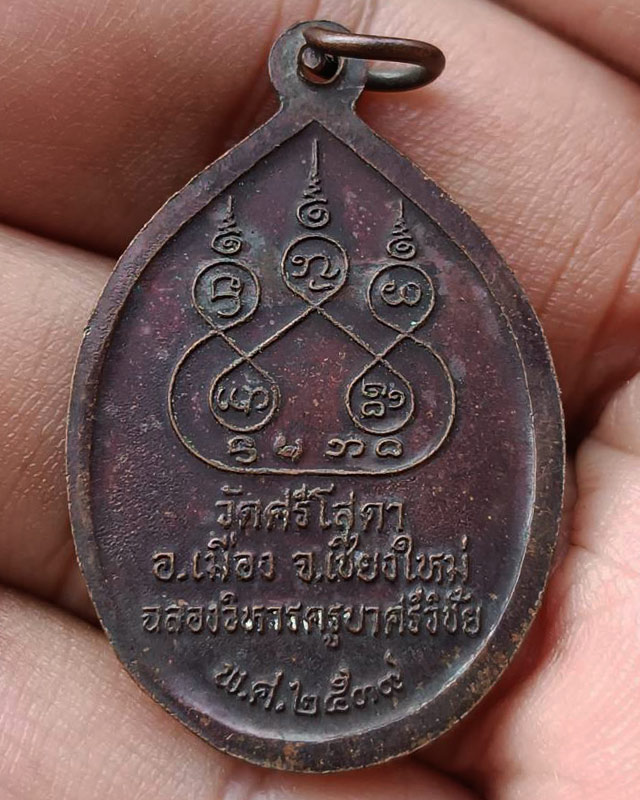 วัดศรีโสดา
อ.เมือง จ.เชียงใหม่
ฉลองวิหารครูบาศรีวิชัย
พ.ศ.๒๕๓๙